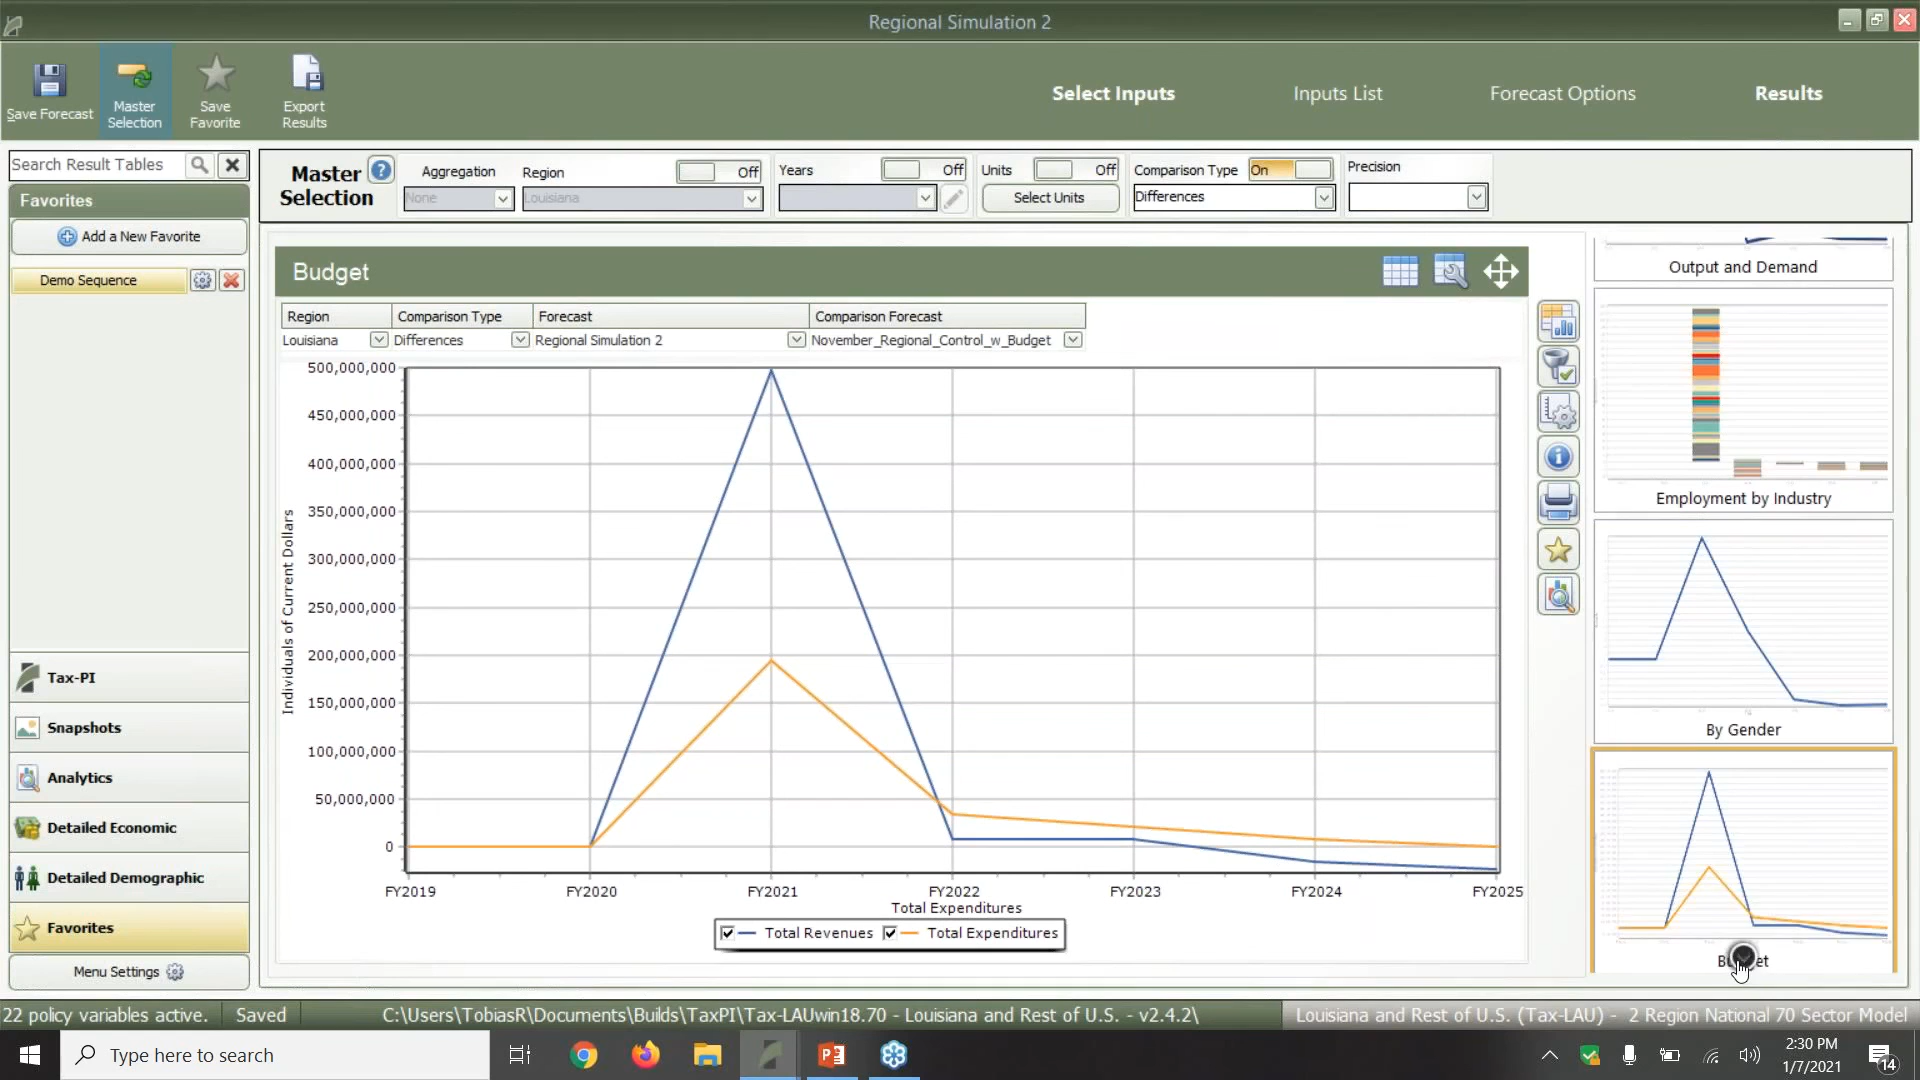 Regional Simulation 2
Save Forecast
Master Selection
Save Favorite
Export Results
Select Inputs
Inputs List
Forecast Options
Results
Search Result Tables
Favorites
Add a New Favorite
Demo Sequence
Tax-PI
Snapshots
Analytics
Detailed Economic
Detailed Demographic
Favorites
Menu Settings
Master Selection
Aggregation
None
Region
Off
Louisiana
Years
Off
Units
Off
Select Units
Comparison Type
On
Differences
Precision
Budget
Region Comparison Type Forecast Comparison Forecast
Louisiana Differences Regional Simulation 2 November_Regional_Control_w_Budget
Individuals of Current Dollars
500,000,000
450,000,000
400,000,000
350,000,000
300,000,000
250,000,000
200,000,000
150,000,000
100,000,000
50,000,000
0
FY2019 FY2020 FY2021 FY2022 FY2023 FY2024 FY2025
Total Expenditures
Total Revenues Total Expenditures
Output and Demand
Employment by Industry
By Gender
22 policy variables active.
Saved
C:\Users\TobiasR\Documents\Builds\TaxPI\Tax-LAUwin18.70 - Louisiana and Rest of U.S. - v2.4.2\
Louisiana and Rest of U.S. (Tax-LAU) - 2 Region National 70 Sector Model
Type here to search
2:30 PM
1/7/2021
14